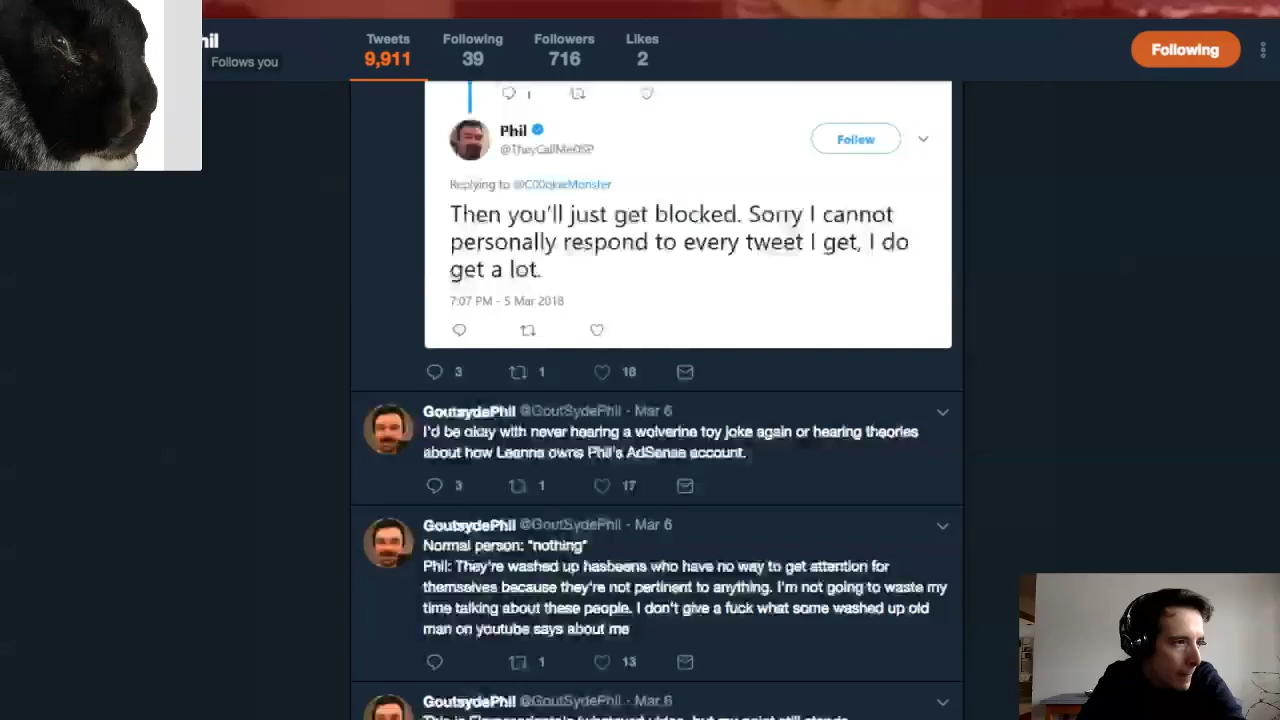 hil
Follows you
Tweets
9,911
Following
39
Followers
716
Likes
2
Following
1
Phil
@TheyCallMeDSP
Follow
Replying to @C00okieMonster
Then you'll just get blocked. Sorry I cannot
personally respond to every tweet I get, I do
get a lot.
7:07 PM - 5 Mar 2018
3 1 18
GoutsydePhil @GoutSydePhil · Mar 6
I'd be okay with never hearing a wolverine toy joke again or hearing theories
about how Leanna owns Phil's AdSense account.
3 1 17
GoutsydePhil @GoutSydePhil · Mar 6
Normal person: *nothing*
Phil: They're washed up hasbeens who have no way to get attention for
themselves because they're not pertinent to anything. I'm not going to waste my
time talking about these people. I don't give a fuck what some washed up old
man on youtube says about me
1 13
GoutsydePhil @GoutSydePhil · Mar 6